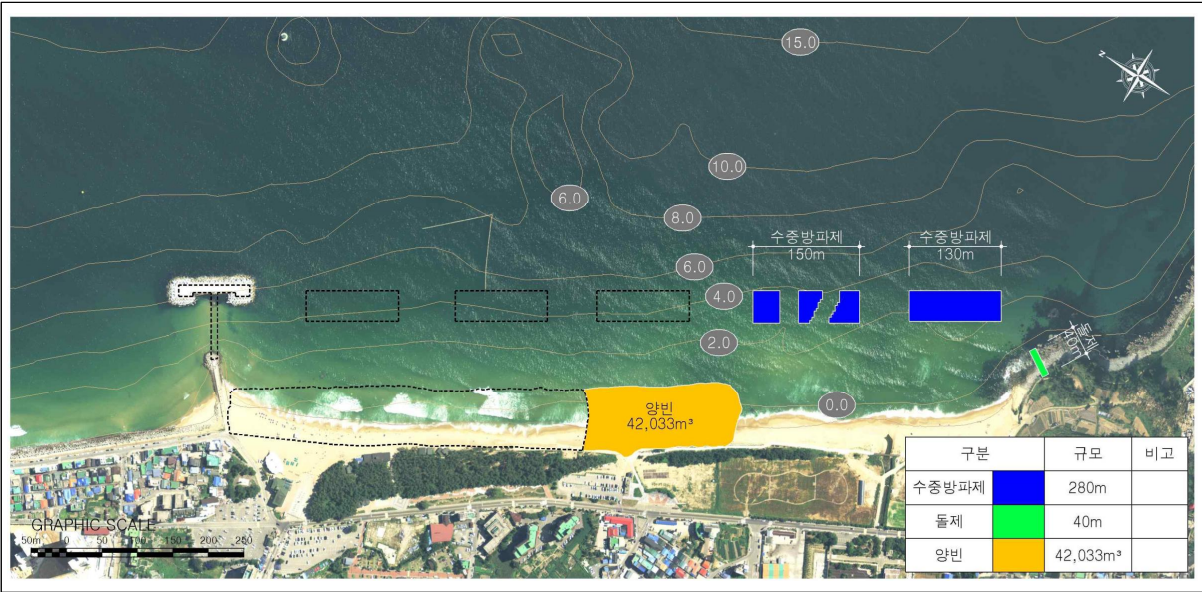 15.0
N
10.0
6.0
8.0
수중방파제
150m
수중방파제
130m
6.0
4.0
2.0
돌제
40m
0.0
양빈
42,033m³
구분 규모 비고
수중방파제 280m
돌제 40m
양빈 42,033m³
GRAPHIC SCALE
50m 0 50 100 150 200 250